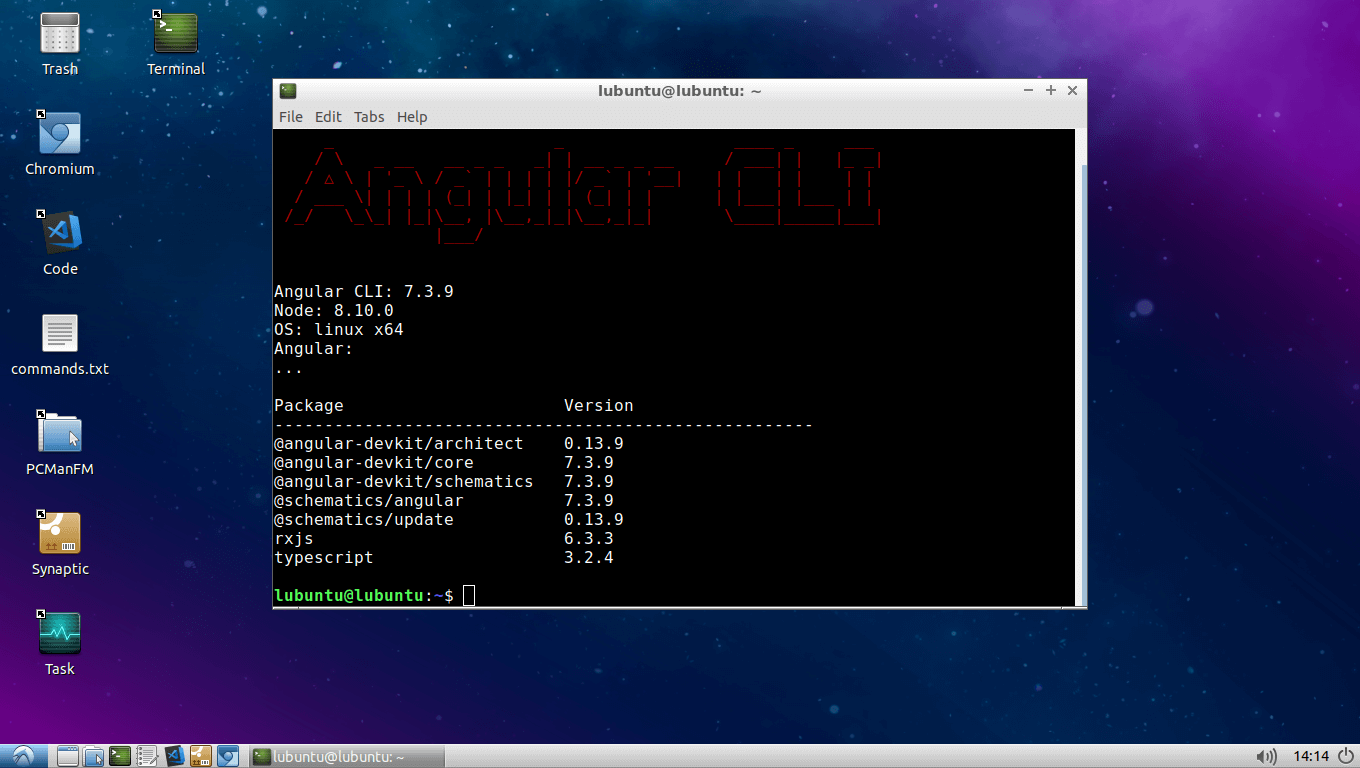 Trash
Terminal
Chromium
Code
commands.txt
PCManFM
Synaptic
Task
lubuntu@lubuntu: ~
File Edit Tabs Help
Angular CLI
Angular CLI: 7.3.9
Node: 8.10.0
OS: linux x64
Angular:
...
Package Version
------------------------------------------------------
@angular-devkit/architect 0.13.9
@angular-devkit/core 7.3.9
@angular-devkit/schematics 7.3.9
@schematics/angular 7.3.9
@schematics/update 0.13.9
rxjs 6.3.3
typescript 3.2.4
lubuntu@lubuntu:~$
lubuntu@lubuntu: ~
14:14